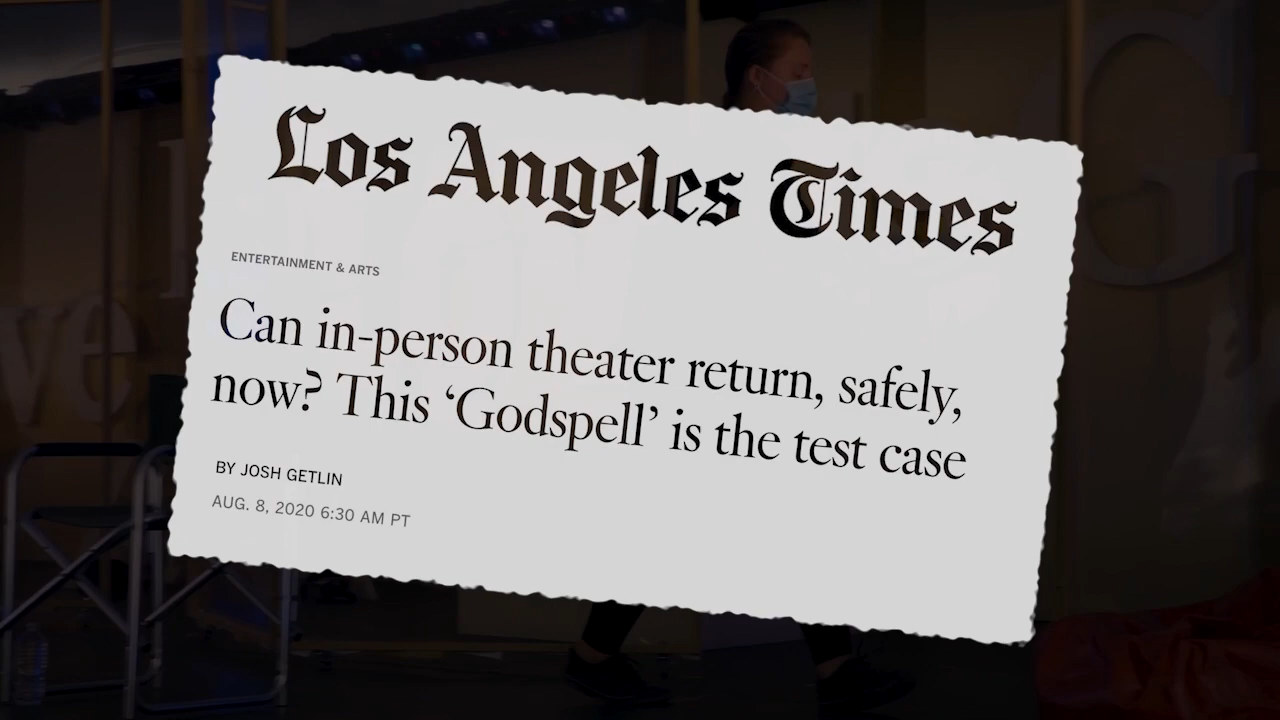 Los Angeles Times
ENTERTAINMENT & ARTS
Can in-person theater return, safely,
now? This ‘Godspell’ is the test case
BY JOSH GETLIN
AUG. 8, 2020 6:30 AM PT